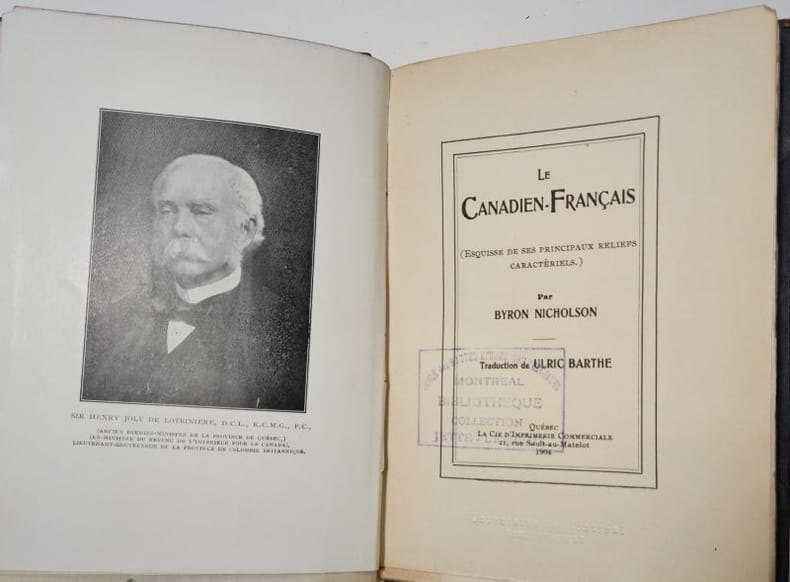 SIR HENRY JOLY DE LOTBINIÈRE, D.C.L., K.C.M.G., P.C.,
(ANCIEN PREMIER-MINISTRE DE LA PROVINCE DE QUÉBEC,)
(EX-MINISTRE DU REVENU DE L'INTÉRIEUR POUR LE CANADA),
LIEUTENANT-GOUVERNEUR DE LA PROVINCE DE COLOMBIE BRITANNIQUE.
LE
CANADIEN-FRANÇAIS
(ESQUISSE DE SES PRINCIPAUX RELIEFS
CARACTÉRIELS.)
Par
BYRON NICHOLSON
Traduction de ULRIC BARTHE
MONTREAL
BIBLIOTHEQUE
COLLECTION
QUÉBEC
LA CIE D'IMPRIMERIE COMMERCIALE
21, rue Sault-au-Matelot
1904